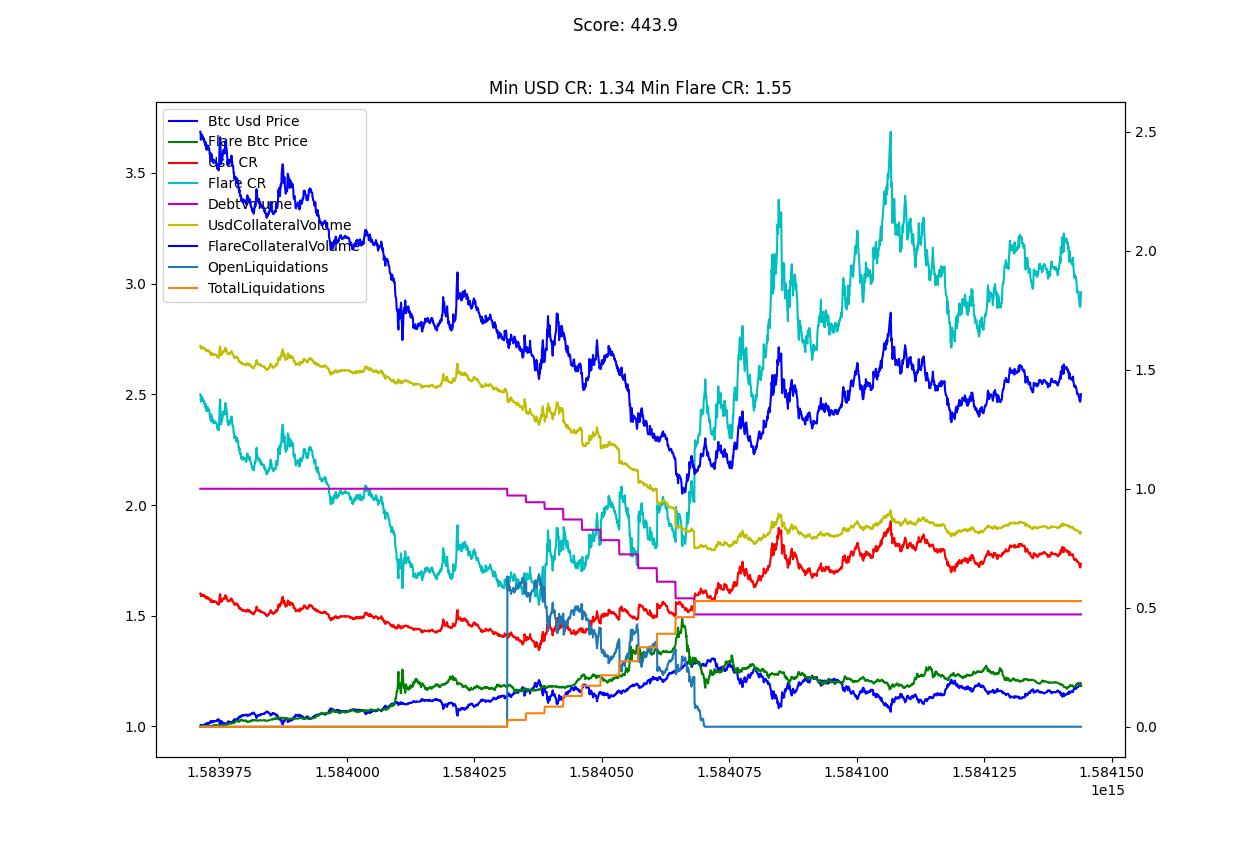 Score: 443.9
Min USD CR: 1.34 Min Flare CR: 1.55
Btc Usd Price
Flare Btc Price
Usd CR
Flare CR
DebtVolume
UsdCollateralVolume
FlareCollateralVolume
OpenLiquidations
TotalLiquidations
3.5
3.0
2.5
2.0
1.5
1.0
2.5
2.0
1.5
1.0
0.5
0.0
1.583975 1.584000 1.584025 1.584050 1.584075 1.584100 1.584125 1.584150
1e15